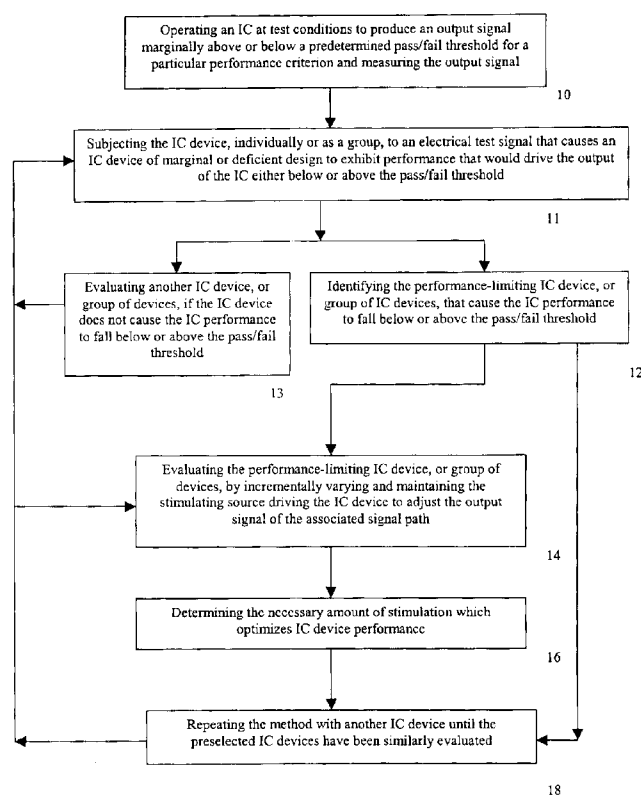 Operating an IC at test conditions to produce an output signal
marginally above or below a predetermined pass/fail threshold for a
particular performance criterion and measuring the output signal
10
Subjecting the IC device, individually or as a group, to an electrical test signal that causes an
IC device of marginal or deficient design to exhibit performance that would drive the output
of the IC either below or above the pass/fail threshold
11
Evaluating another IC device, or
group of devices, if the IC device
does not cause the IC performance
to fall below or above the pass/fail
threshold
13
Identifying the performance-limiting IC device, or
group of IC devices, that cause the IC performance
to fall below or above the pass/fail threshold
12
Evaluating the performance-limiting IC device, or group of
devices, by incrementally varying and maintaining the
stimulating source driving the IC device to adjust the output
signal of the associated signal path
14
Determining the necessary amount of stimulation which
optimizes IC device performance
16
Repeating the method with another IC device until the
preselected IC devices have been similarly evaluated
18